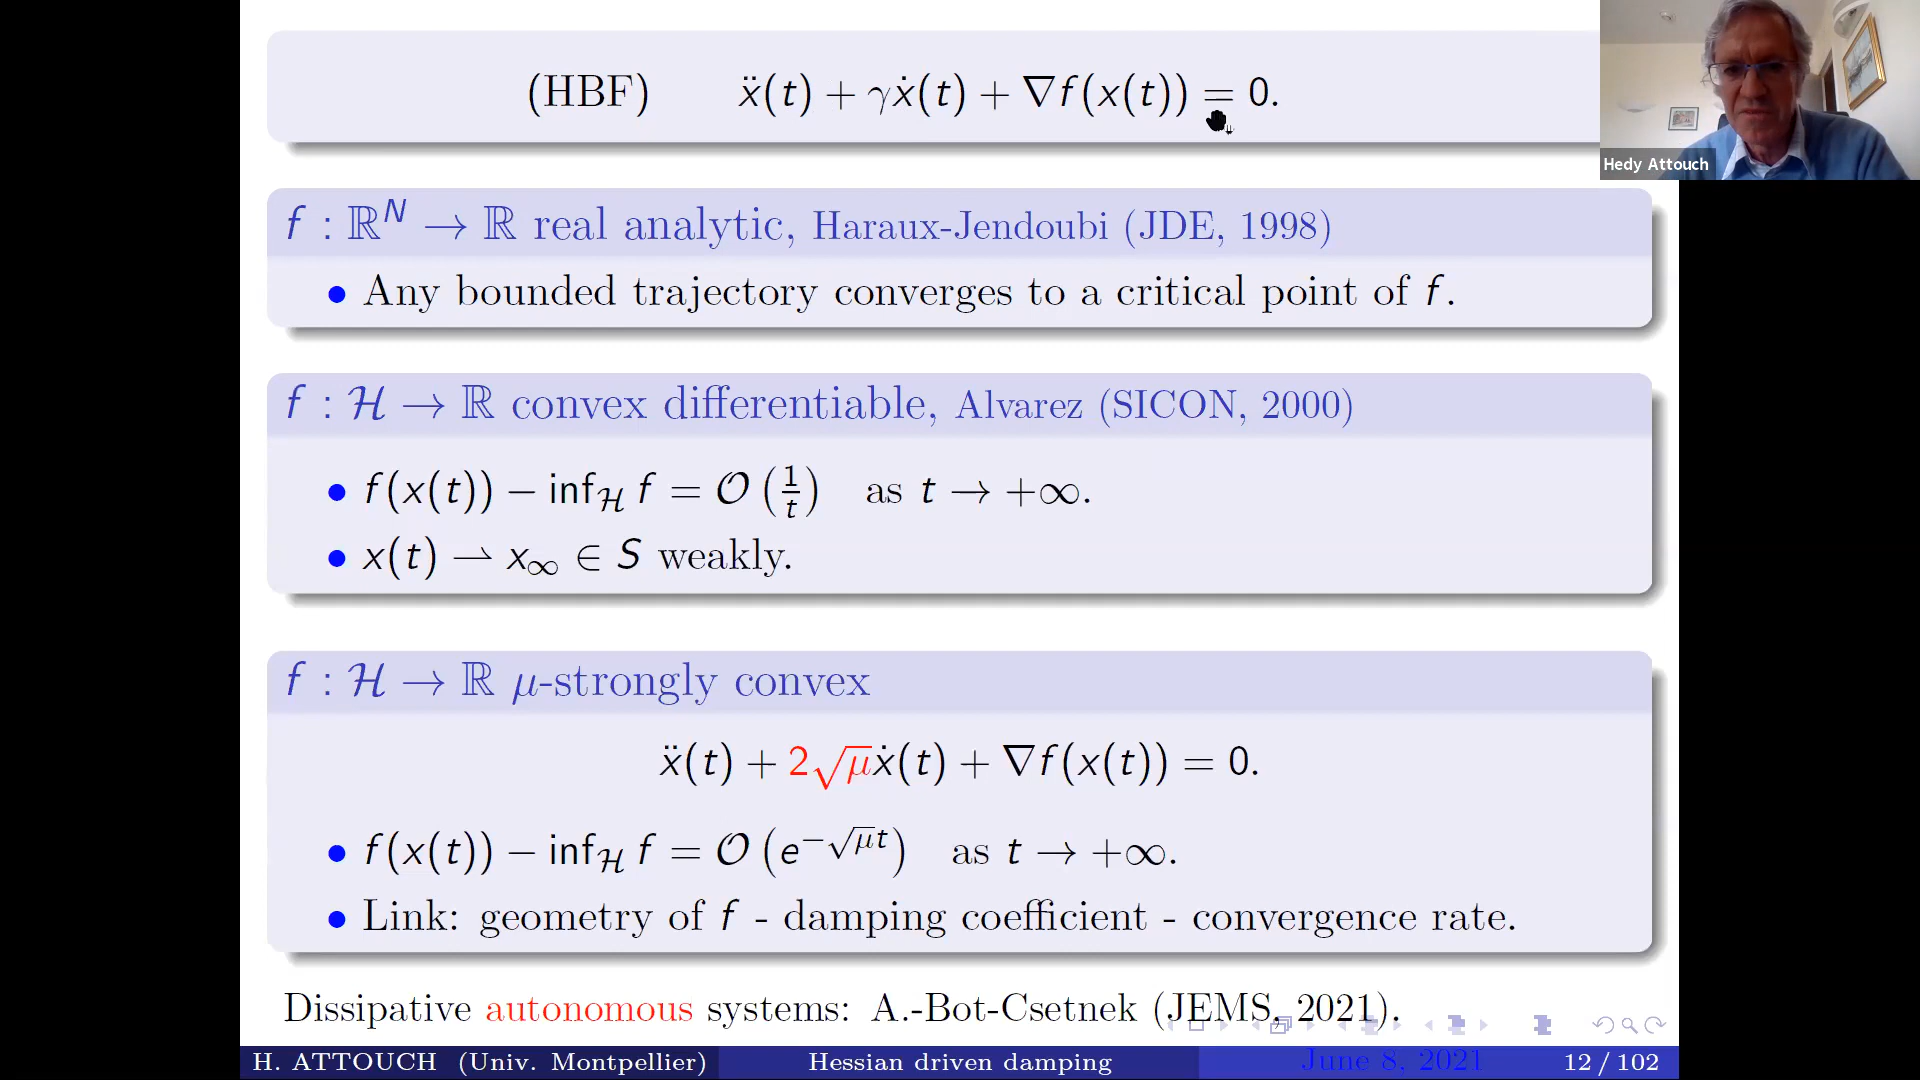 (HBF) ẍ(t) + γẋ(t) + ∇f(x(t)) = 0.
Hedy Attouch
f : ℝᴺ → ℝ real analytic, Haraux-Jendoubi (JDE, 1998)
• Any bounded trajectory converges to a critical point of f.
f : ℋ → ℝ convex differentiable, Alvarez (SICON, 2000)
• f(x(t)) − inf_ℋ f = 𝒪(1/t) as t → +∞.
• x(t) ⇀ x_∞ ∈ S weakly.
f : ℋ → ℝ μ-strongly convex
ẍ(t) + 2√μẋ(t) + ∇f(x(t)) = 0.
• f(x(t)) − inf_ℋ f = 𝒪(e^{−√μt}) as t → +∞.
• Link: geometry of f - damping coefficient - convergence rate.
Dissipative autonomous systems: A.-Bot-Csetnek (JEMS, 2021).
H. ATTOUCH (Univ. Montpellier) Hessian driven damping June 8, 2021 12 / 102